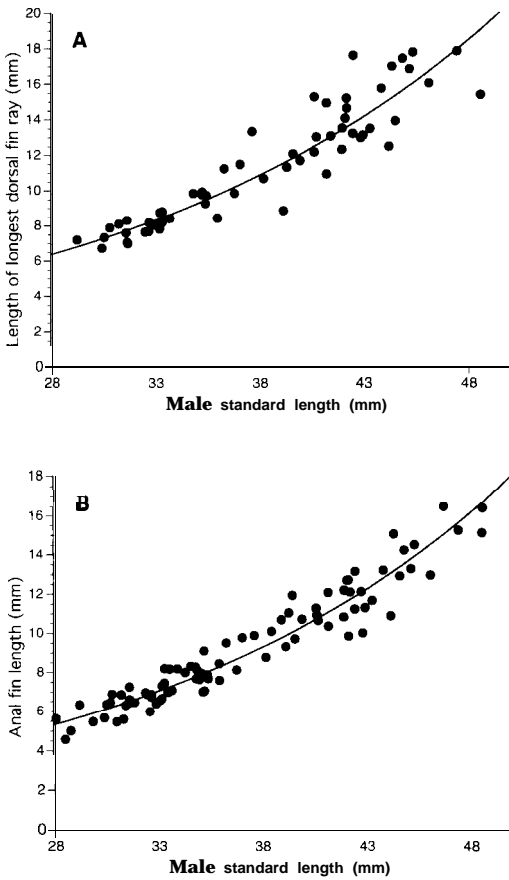 A
Length of longest dorsal fin ray (mm)
20
18
16
14
12
10
8
6
4
2
0
28 33 38 43 48
Male standard length (mm)
B
Anal fin length (mm)
18
16
14
12
10
8
6
4
2
0
28 33 38 43 48
Male standard length (mm)